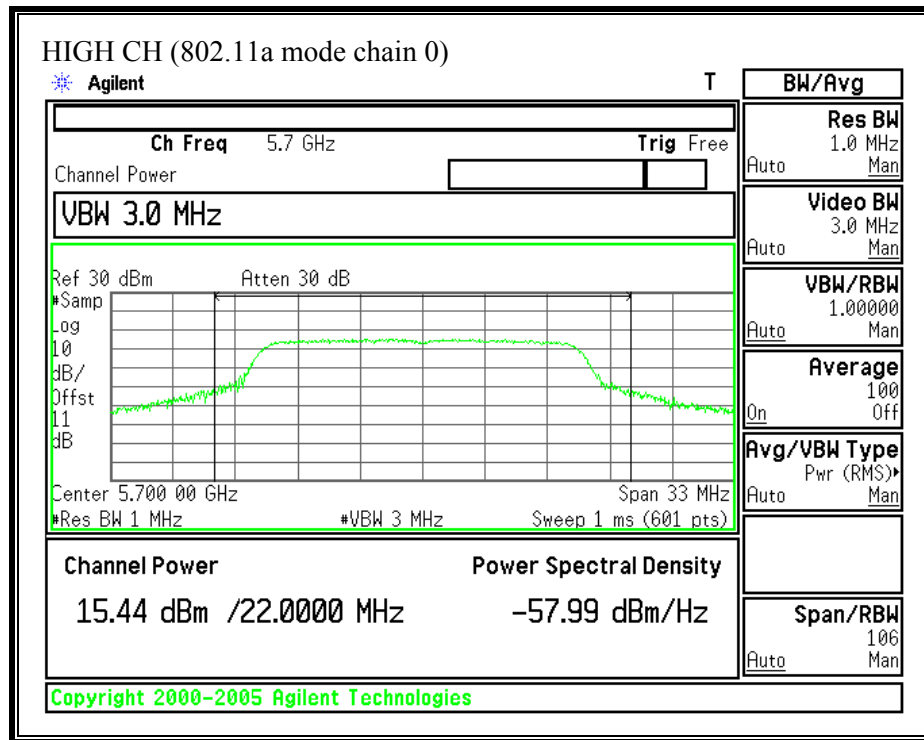 HIGH CH (802.11a mode chain 0)
Agilent T
Ch Freq 5.7 GHz Trig Free
Channel Power
VBW 3.0 MHz
Ref 30 dBm Atten 30 dB
#Samp
Log
10
dB/
Offst
11
dB
Center 5.700 00 GHz Span 33 MHz
#Res BW 1 MHz #VBW 3 MHz Sweep 1 ms (601 pts)
Channel Power Power Spectral Density
15.44 dBm /22.0000 MHz -57.99 dBm/Hz
Copyright 2000-2005 Agilent Technologies
BW/Avg
Res BW
1.0 MHz
Auto Man
Video BW
3.0 MHz
Auto Man
VBW/RBW
1.00000
Auto Man
Average
100
On Off
Avg/VBW Type
Pwr (RMS)▸
Auto Man
Span/RBW
106
Auto Man